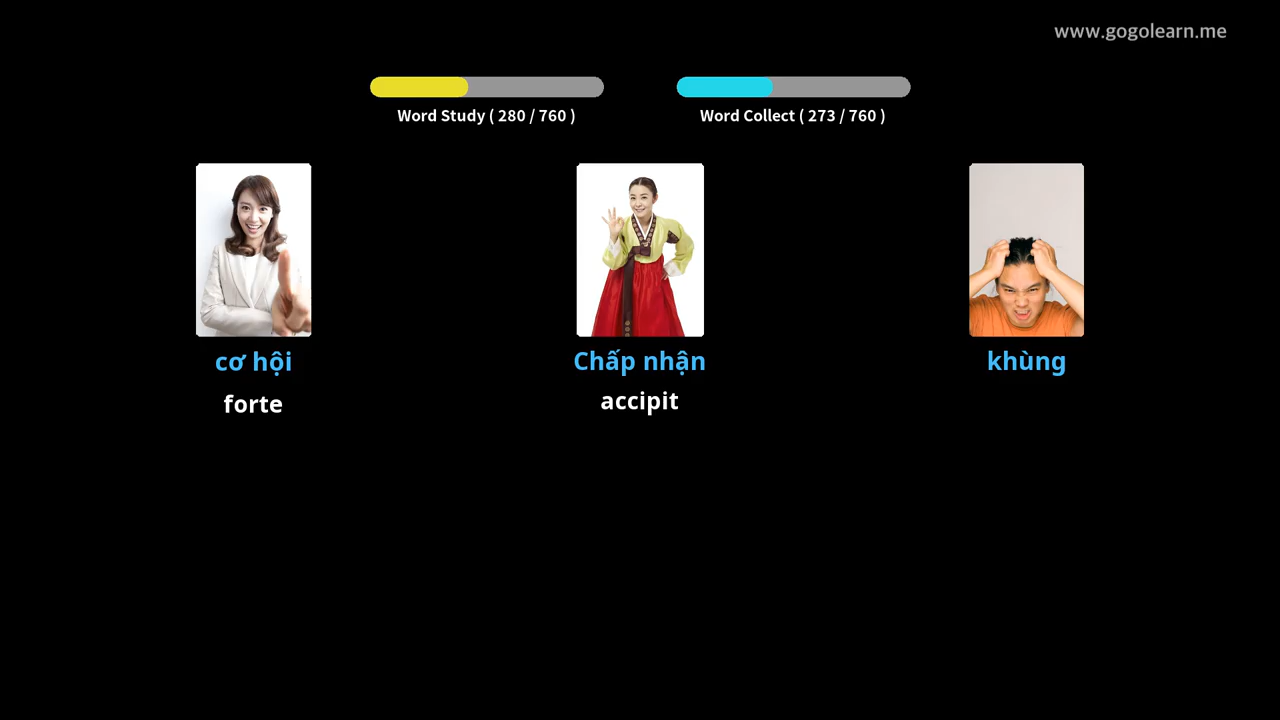 www.gogolearn.me
Word Study ( 280 / 760 )
Word Collect ( 273 / 760 )
cơ hội
Chấp nhận
khùng
forte
accipit